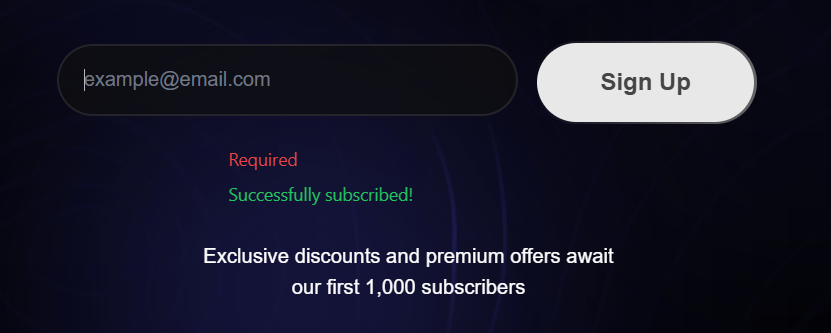 example@email.com
Sign Up
Required
Successfully subscribed!
Exclusive discounts and premium offers await
our first 1,000 subscribers